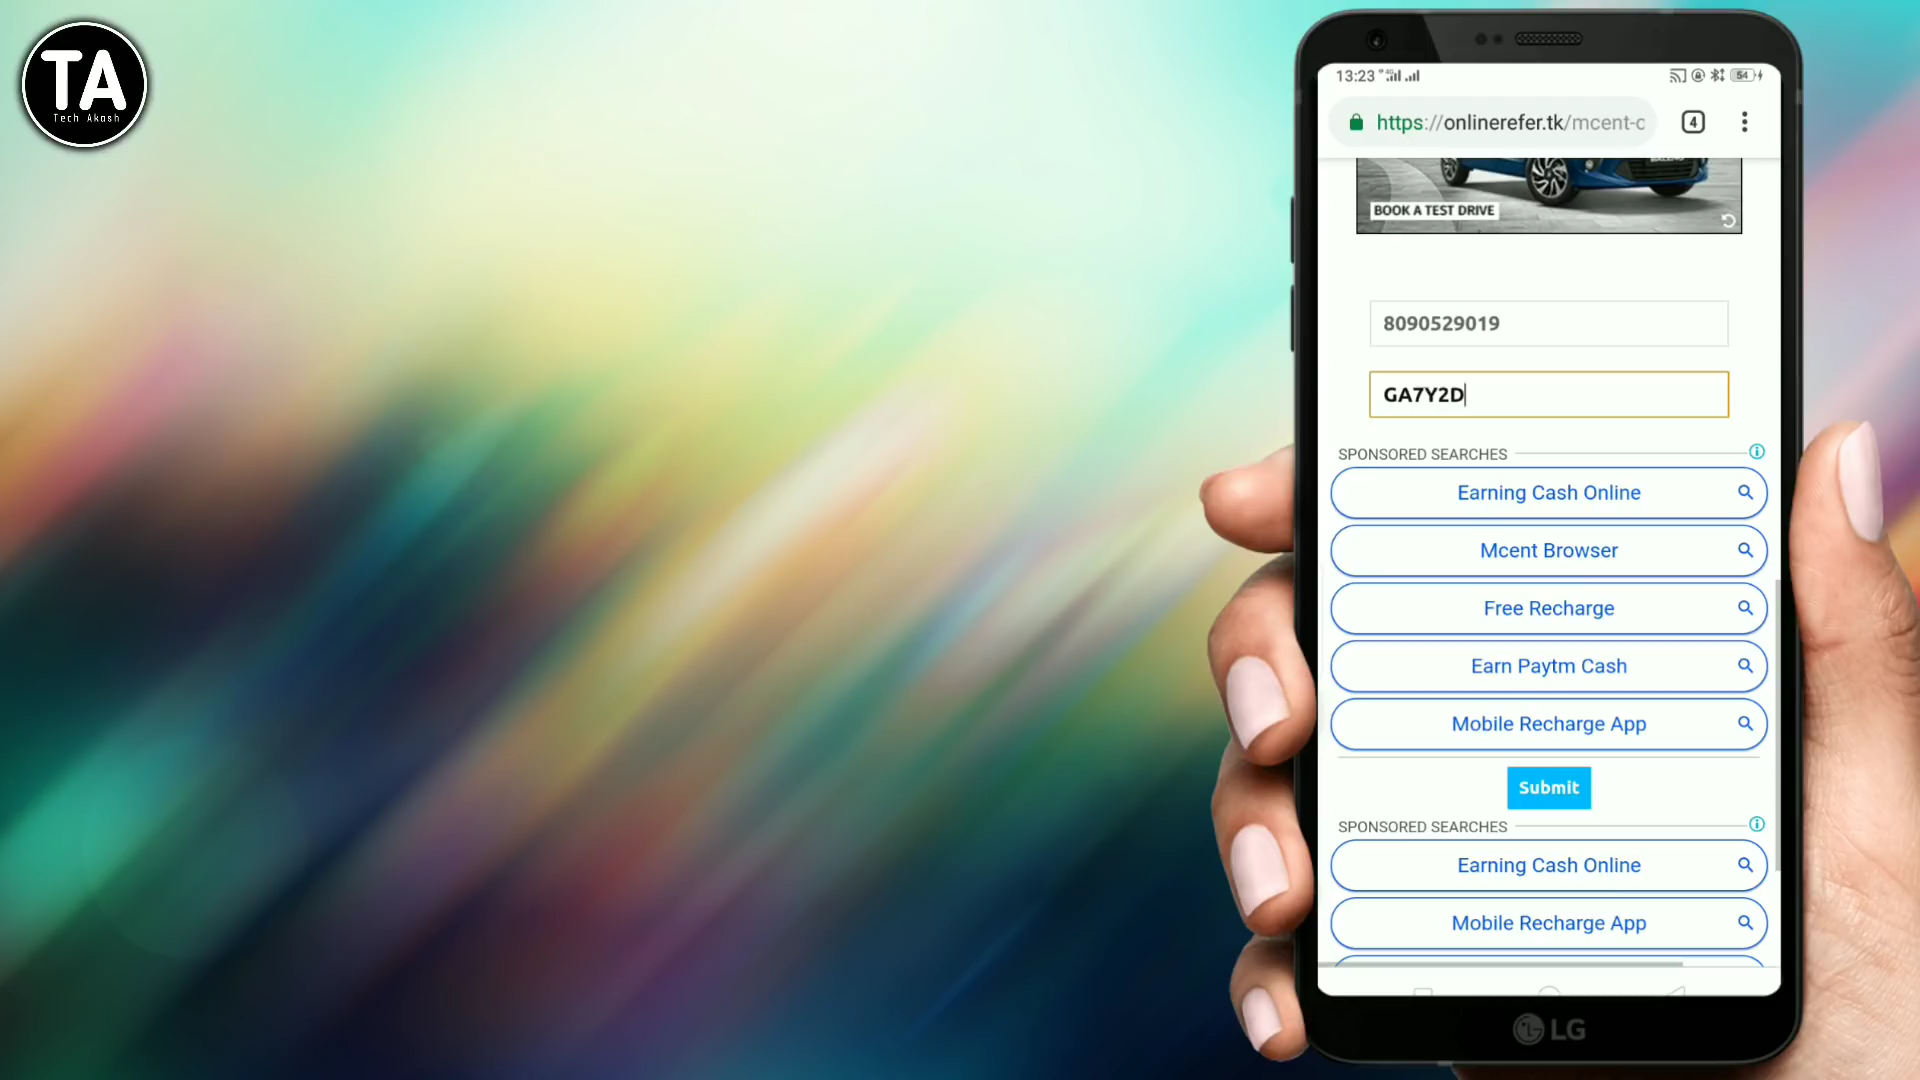 TA
Tech Akash
13:23
54
https://onlinerefer.tk/mcent-c
4
BOOK A TEST DRIVE
8090529019
GA7Y2D
SPONSORED SEARCHES
Earning Cash Online
Mcent Browser
Free Recharge
Earn Paytm Cash
Mobile Recharge App
Submit
SPONSORED SEARCHES
Earning Cash Online
Mobile Recharge App
LG